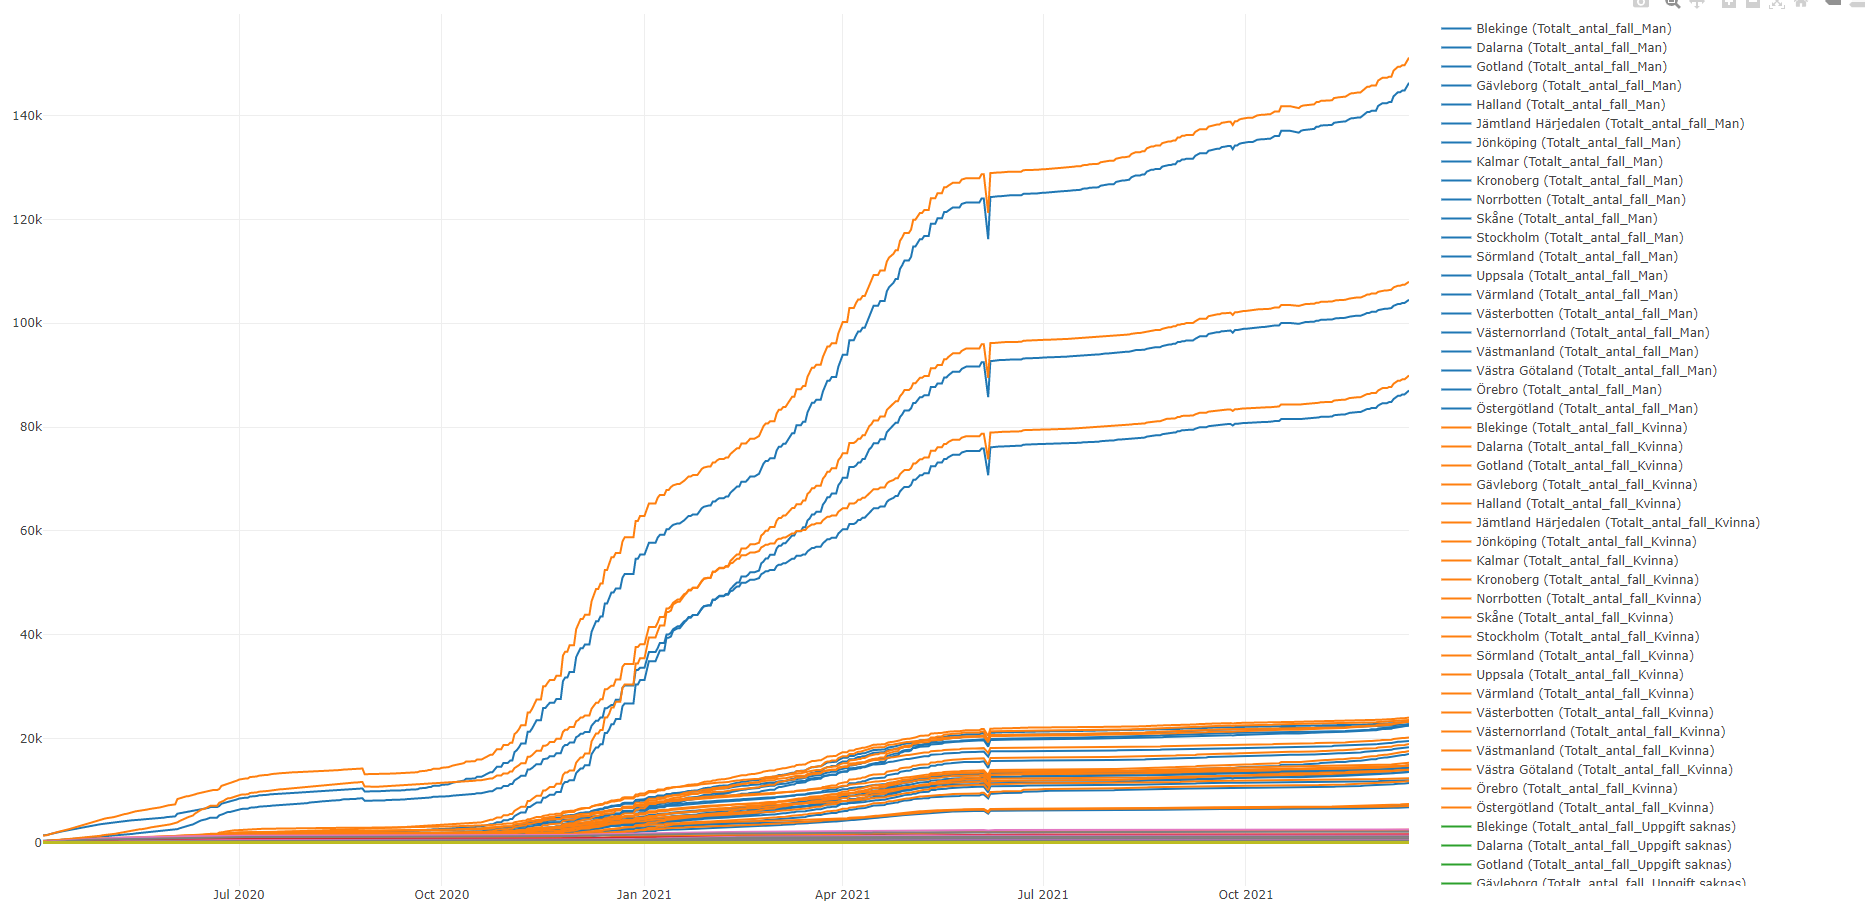 140k
120k
100k
80k
60k
40k
20k
0
Jul 2020
Oct 2020
Jan 2021
Apr 2021
Jul 2021
Oct 2021
Blekinge (Totalt_antal_fall_Man)
Dalarna (Totalt_antal_fall_Man)
Gotland (Totalt_antal_fall_Man)
Gävleborg (Totalt_antal_fall_Man)
Halland (Totalt_antal_fall_Man)
Jämtland Härjedalen (Totalt_antal_fall_Man)
Jönköping (Totalt_antal_fall_Man)
Kalmar (Totalt_antal_fall_Man)
Kronoberg (Totalt_antal_fall_Man)
Norrbotten (Totalt_antal_fall_Man)
Skåne (Totalt_antal_fall_Man)
Stockholm (Totalt_antal_fall_Man)
Sörmland (Totalt_antal_fall_Man)
Uppsala (Totalt_antal_fall_Man)
Värmland (Totalt_antal_fall_Man)
Västerbotten (Totalt_antal_fall_Man)
Västernorrland (Totalt_antal_fall_Man)
Västmanland (Totalt_antal_fall_Man)
Västra Götaland (Totalt_antal_fall_Man)
Örebro (Totalt_antal_fall_Man)
Östergötland (Totalt_antal_fall_Man)
Blekinge (Totalt_antal_fall_Kvinna)
Dalarna (Totalt_antal_fall_Kvinna)
Gotland (Totalt_antal_fall_Kvinna)
Gävleborg (Totalt_antal_fall_Kvinna)
Halland (Totalt_antal_fall_Kvinna)
Jämtland Härjedalen (Totalt_antal_fall_Kvinna)
Jönköping (Totalt_antal_fall_Kvinna)
Kalmar (Totalt_antal_fall_Kvinna)
Kronoberg (Totalt_antal_fall_Kvinna)
Norrbotten (Totalt_antal_fall_Kvinna)
Skåne (Totalt_antal_fall_Kvinna)
Stockholm (Totalt_antal_fall_Kvinna)
Sörmland (Totalt_antal_fall_Kvinna)
Uppsala (Totalt_antal_fall_Kvinna)
Värmland (Totalt_antal_fall_Kvinna)
Västerbotten (Totalt_antal_fall_Kvinna)
Västernorrland (Totalt_antal_fall_Kvinna)
Västmanland (Totalt_antal_fall_Kvinna)
Västra Götaland (Totalt_antal_fall_Kvinna)
Örebro (Totalt_antal_fall_Kvinna)
Östergötland (Totalt_antal_fall_Kvinna)
Blekinge (Totalt_antal_fall_Uppgift saknas)
Dalarna (Totalt_antal_fall_Uppgift saknas)
Gotland (Totalt_antal_fall_Uppgift saknas)
Gävleborg (Totalt_antal_fall_Uppgift saknas)